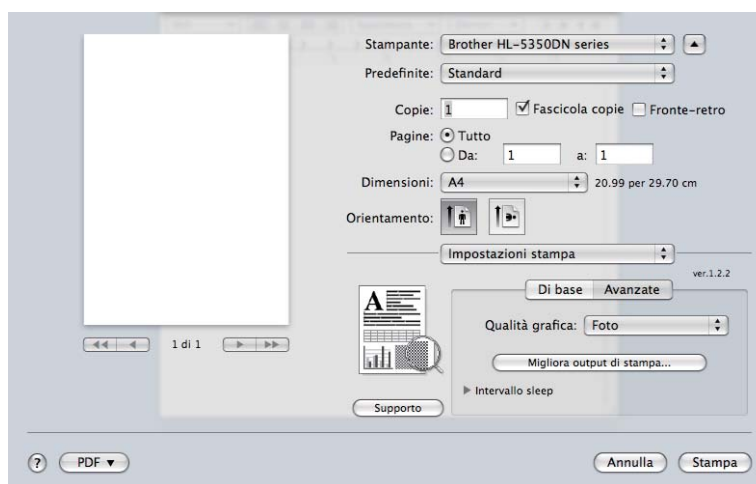 Stampante: Brother HL-5350DN series
Predefinite: Standard
Copie: 1 Fascicola copie Fronte-retro
Pagine: Tutto
Da: 1 a: 1
Dimensioni: A4 20.99 per 29.70 cm
Orientamento:
Impostazioni stampa
ver.1.2.2
Di base Avanzate
Qualità grafica: Foto
Migliora output di stampa...
Intervallo sleep
1 di 1
Supporto
? PDF Annulla Stampa